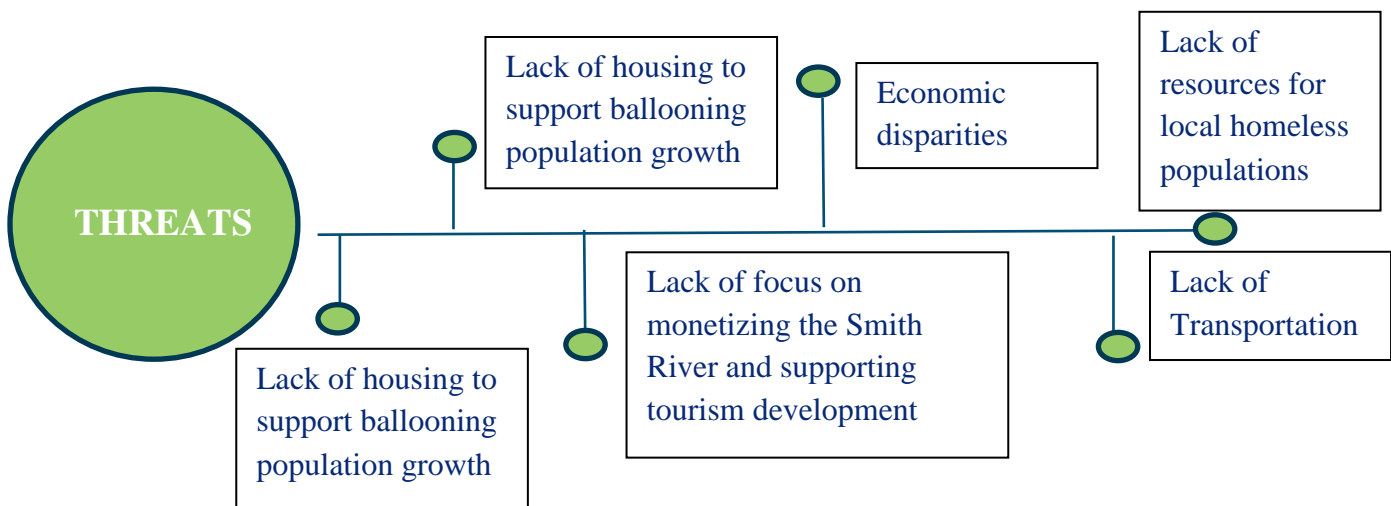 THREATS
Lack of housing to
support ballooning
population growth
Lack of housing to
support ballooning
population growth
Lack of focus on
monetizing the Smith
River and supporting
tourism development
Economic
disparities
Lack of
resources for
local homeless
populations
Lack of
Transportation